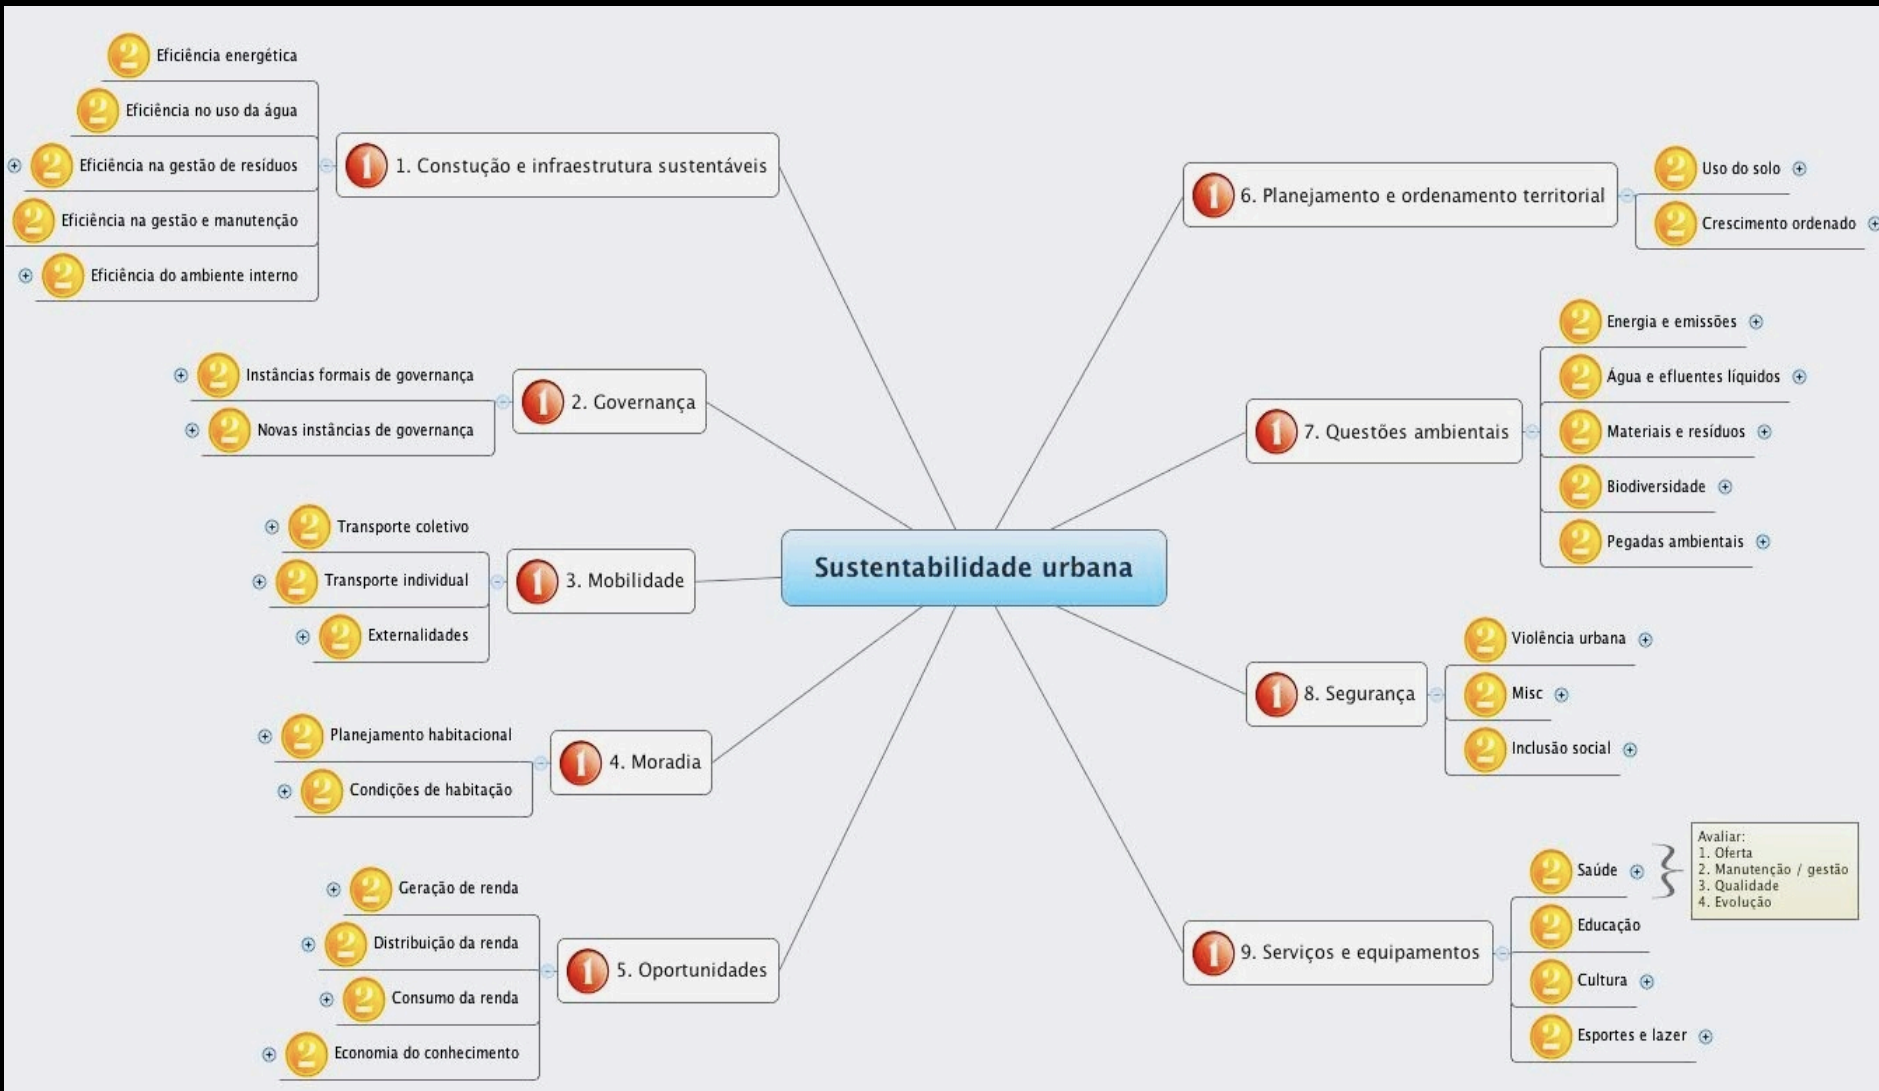 Sustentabilidade urbana
1. Constução e infraestrutura sustentáveis
Eficiência energética
Eficiência no uso da água
Eficiência na gestão de resíduos
Eficiência na gestão e manutenção
Eficiência do ambiente interno
2. Governança
Instâncias formais de governança
Novas instâncias de governança
3. Mobilidade
Transporte coletivo
Transporte individual
Externalidades
4. Moradia
Planejamento habitacional
Condições de habitação
5. Oportunidades
Geração de renda
Distribuição da renda
Consumo da renda
Economia do conhecimento
6. Planejamento e ordenamento territorial
Uso do solo
Crescimento ordenado
7. Questões ambientais
Energia e emissões
Água e efluentes líquidos
Materiais e resíduos
Biodiversidade
Pegadas ambientais
8. Segurança
Violência urbana
Misc
Inclusão social
9. Serviços e equipamentos
Saúde
Educação
Cultura
Esportes e lazer
Avaliar:
1. Oferta
2. Manutenção / gestão
3. Qualidade
4. Evolução